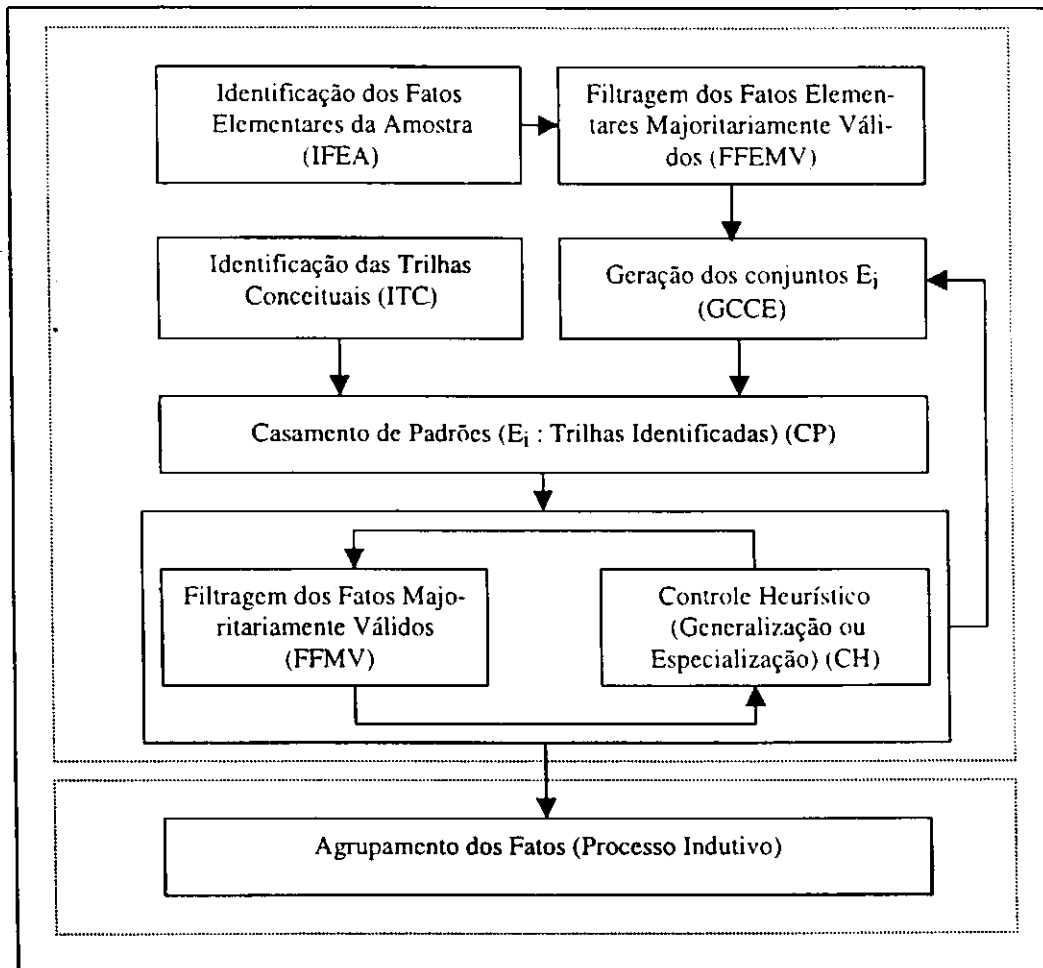 Identificação dos Fatos
Elementares da Amostra
(IFEA)
Filtragem dos Fatos Elemen-
tares Majoritariamente Váli-
dos (FFEMV)
Identificação das Trilhas
Conceituais (ITC)
Geração dos conjuntos Ei
(GCCE)
Casamento de Padrões (Ei : Trilhas Identificadas) (CP)
Filtragem dos Fatos Majo-
ritariamente Válidos
(FFMV)
Controle Heurístico
(Generalização ou
Especialização) (CH)
Agrupamento dos Fatos (Processo Indutivo)